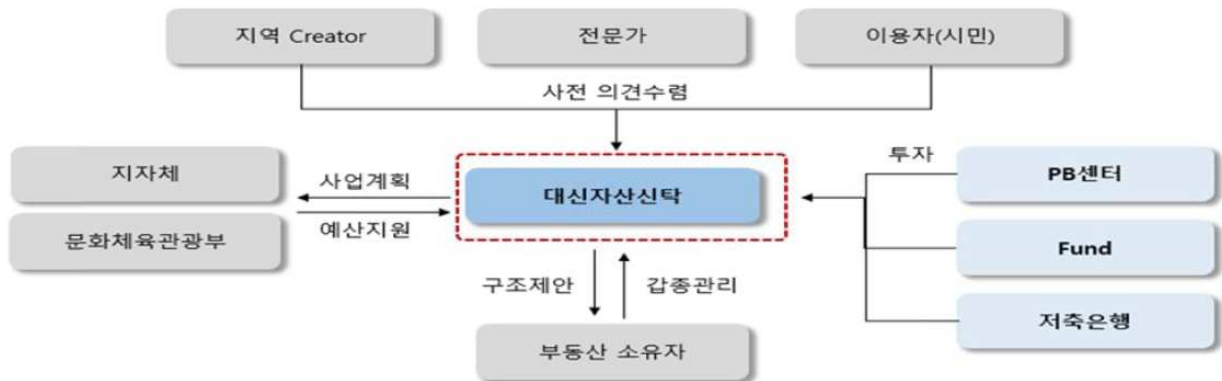 지역 Creator
전문가
이용자(시민)
사전 의견수렴
지자체
문화체육관광부
사업계획
예산지원
대신자산신탁
투자
PB센터
Fund
저축은행
구조제안
갑종관리
부동산 소유자